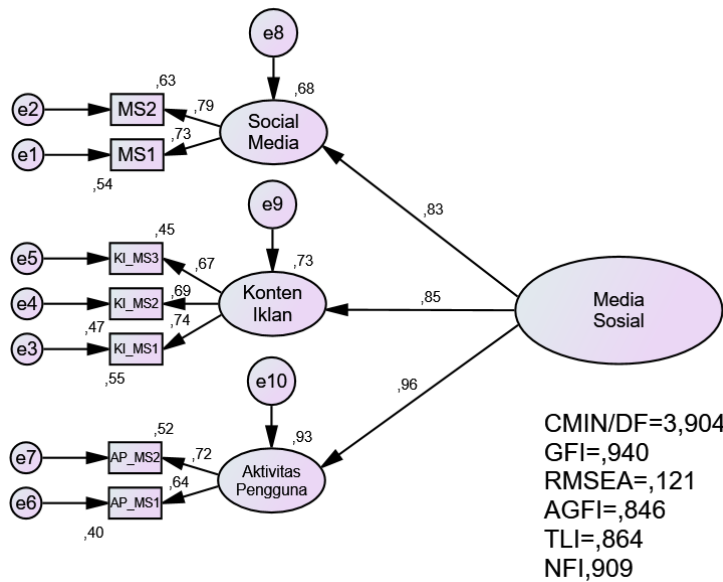 e8
,63
,68
e2
MS2
,79
Social
Media
,73
e1
MS1
,54
,83
e9
,45
,73
e5
KI_MS3
,67
e4
KI_MS2
,69
Konten
Iklan
,85
Media
Sosial
,47
,74
e3
KI_MS1
,55
e10
,96
,52
,93
e7
AP_MS2
,72
Aktivitas
Pengguna
,64
e6
AP_MS1
,40
CMIN/DF=3,904
GFI=,940
RMSEA=,121
AGFI=,846
TLI=,864
NFI,909